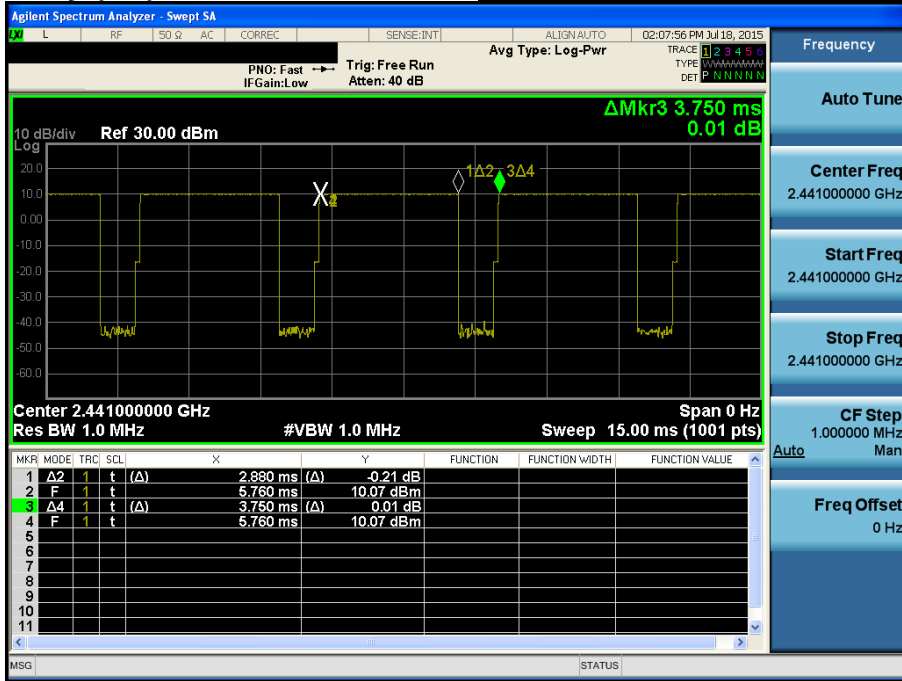 Agilent Spectrum Analyzer - Swept SA
LXI L RF 50 Ω AC CORREC SENSE:INT ALIGN AUTO 02:07:56 PM Jul 18, 2015
Frequency
Avg Type: Log-Pwr
TRACE 1 2 3 4 5 6
TYPE WWWWWW
DET P N N N N N
PNO: Fast
IFGain:Low
Trig: Free Run
Atten: 40 dB
Auto Tune
ΔMkr3 3.750 ms
0.01 dB
10 dB/div Ref 30.00 dBm
Log
20.0
10.0
0.00
-10.0
-20.0
-30.0
-40.0
-50.0
-60.0
X
1Δ2 3Δ4
Center Freq
2.441000000 GHz
Start Freq
2.441000000 GHz
Stop Freq
2.441000000 GHz
Center 2.441000000 GHz Span 0 Hz
Res BW 1.0 MHz #VBW 1.0 MHz Sweep 15.00 ms (1001 pts)
CF Step
1.000000 MHz
Auto Man
Freq Offset
0 Hz
MKR MODE TRC SCL X Y FUNCTION FUNCTION WIDTH FUNCTION VALUE
1 Δ2 1 t (Δ) 2.880 ms (Δ) -0.21 dB
2 F 1 t 5.760 ms 10.07 dBm
3 Δ4 1 t (Δ) 3.750 ms (Δ) 0.01 dB
4 F 1 t 5.760 ms 10.07 dBm
5
6
7
8
9
10
11
MSG STATUS